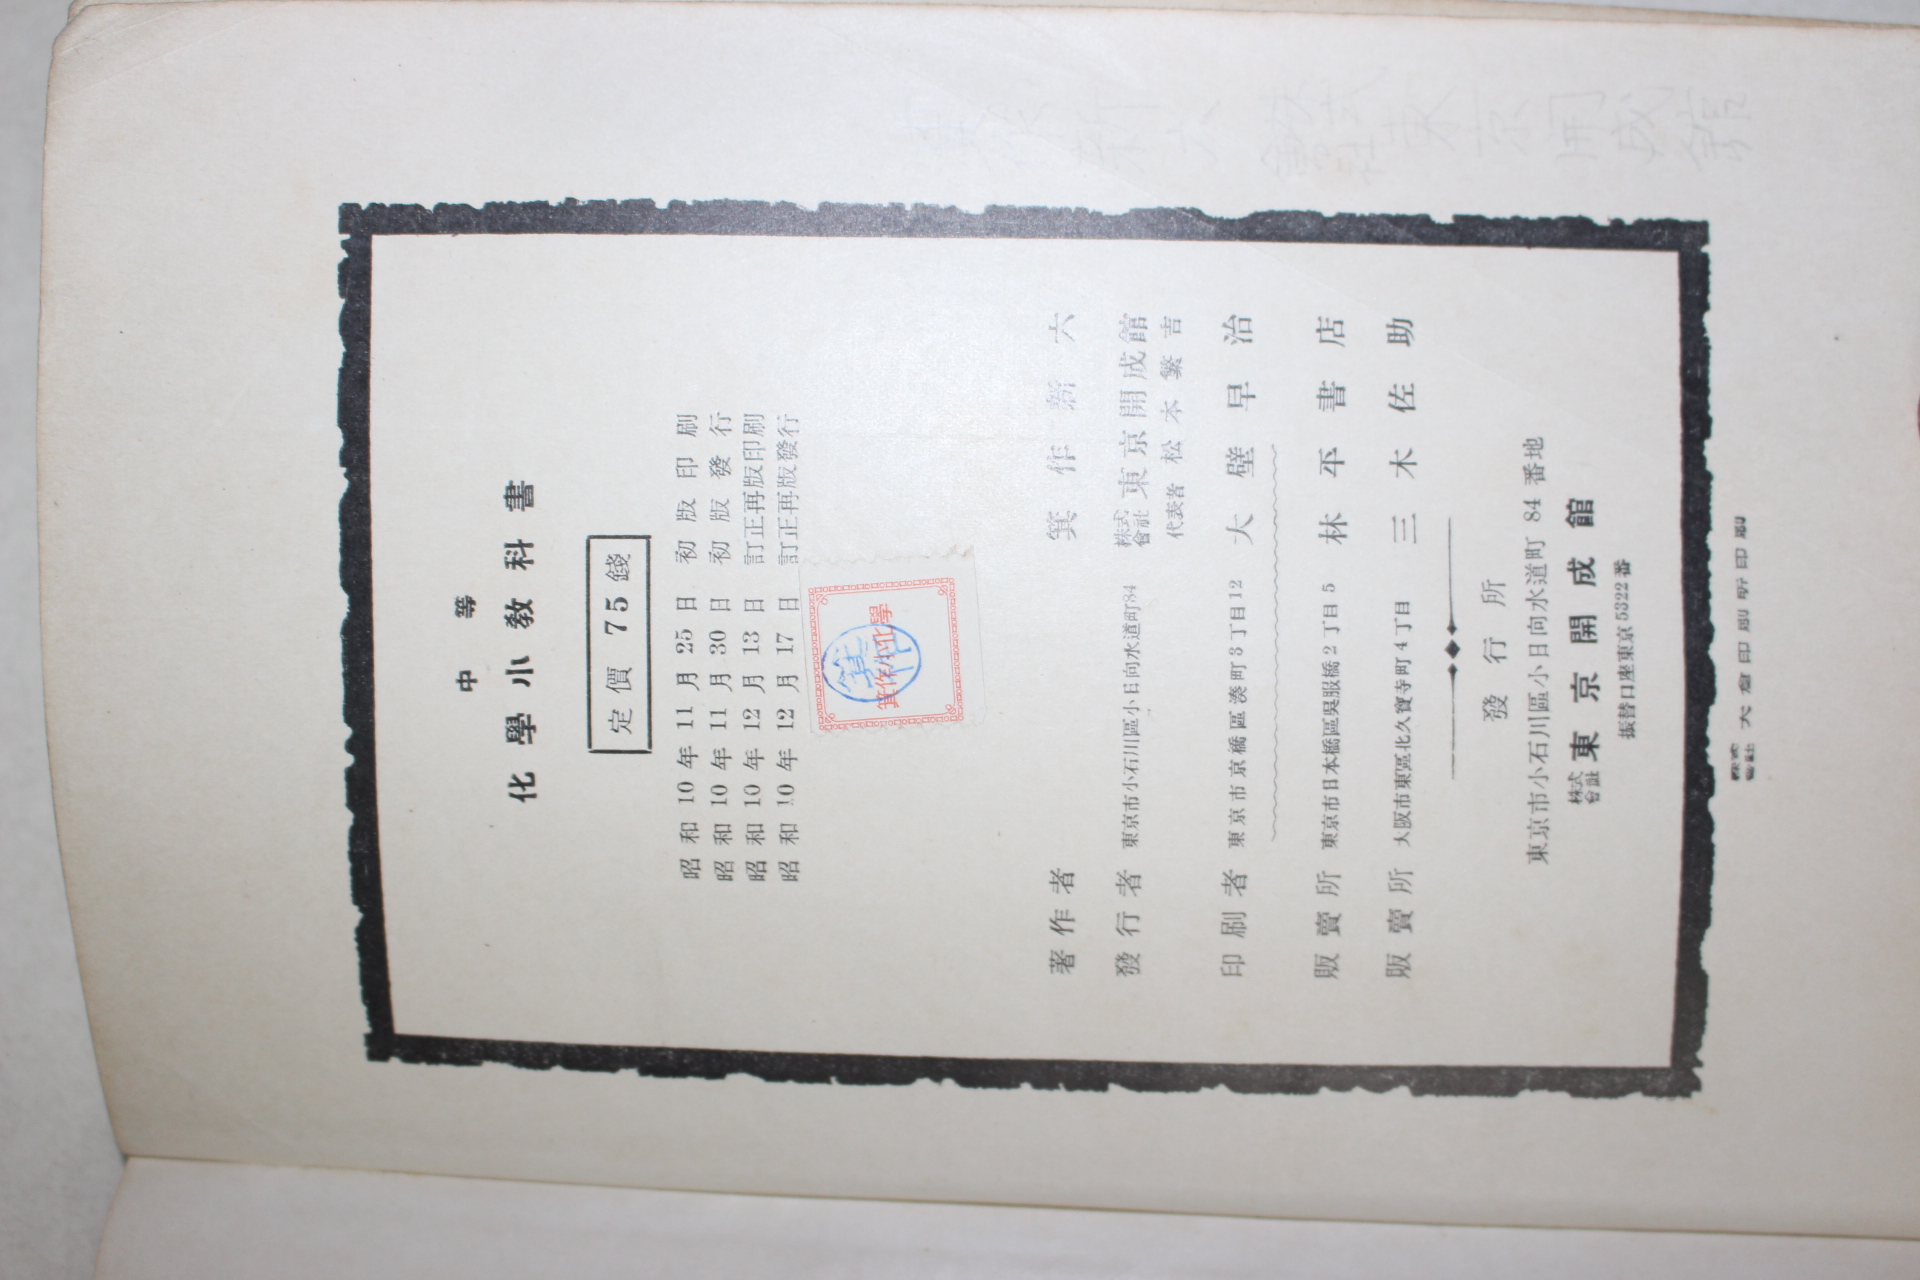 中等
化學小教科書
定價 75 錢
昭和 10 年 11 月 25 日 初版印刷
昭和 10 年 11 月 30 日 初版發行
昭和 10 年 12 月 13 日 訂正再版印刷
昭和 10 年 12 月 17 日 訂正再版發行
箕作小化學
著作者 箕作新六
發行者 東京市小石川區小日向水道町84 株式會社 東京開成館
代表者 松本繁吉
印刷者 東京市京橋區湊町3丁目12 大壁早治
販賣所 東京市日本橋區吳服橋2丁目5 林平書店
販賣所 大阪市東區北久寶寺町4丁目 三木佐助
發行所
東京市小石川區小日向水道町 84 番地
株式會社 東京開成館
振替口座東京5322番
株式會社 大倉印刷所印刷